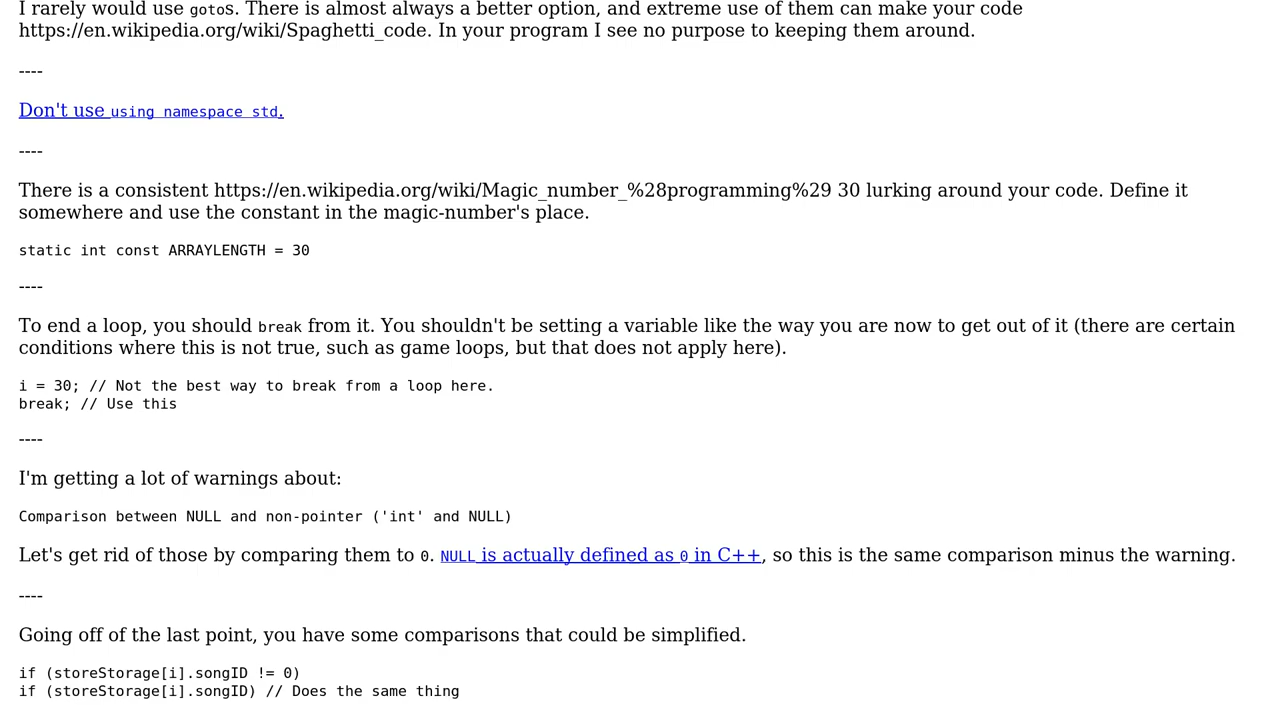 I rarely would use gotos. There is almost always a better option, and extreme use of them can make your code
https://en.wikipedia.org/wiki/Spaghetti_code. In your program I see no purpose to keeping them around.
----
Don't use using namespace std.
----
There is a consistent https://en.wikipedia.org/wiki/Magic_number_%28programming%29 30 lurking around your code. Define it
somewhere and use the constant in the magic-number's place.
static int const ARRAYLENGTH = 30
----
To end a loop, you should break from it. You shouldn't be setting a variable like the way you are now to get out of it (there are certain
conditions where this is not true, such as game loops, but that does not apply here).
i = 30; // Not the best way to break from a loop here.
break; // Use this
----
I'm getting a lot of warnings about:
Comparison between NULL and non-pointer ('int' and NULL)
Let's get rid of those by comparing them to 0. NULL is actually defined as 0 in C++, so this is the same comparison minus the warning.
----
Going off of the last point, you have some comparisons that could be simplified.
if (storeStorage[i].songID != 0)
if (storeStorage[i].songID) // Does the same thing